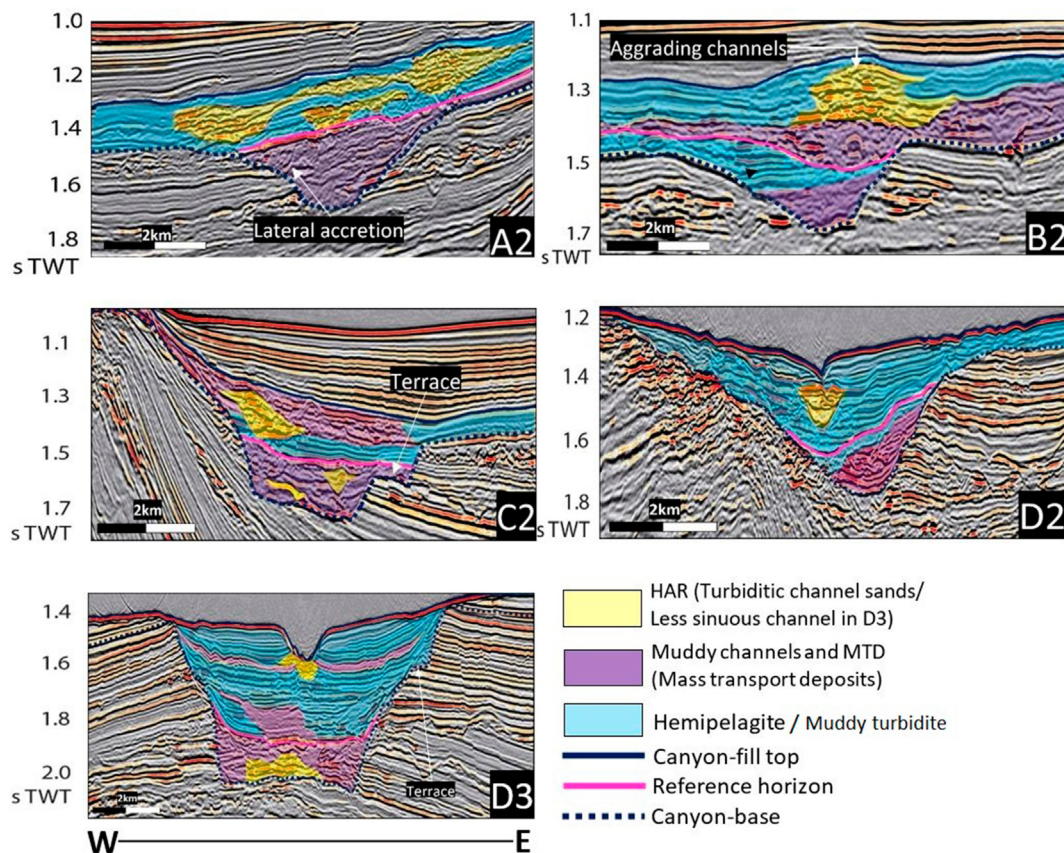 1.0
1.2
1.4
1.6
1.8
s TWT
Lateral accretion
2km
A2
1.1
Aggrading channels
1.3
1.5
1.7
s TWT
2km
B2
1.1
1.3
1.5
1.7
s TWT
Terrace
2km
C2
1.2
1.4
1.6
1.8
s TWT
2km
D2
1.4
1.6
1.8
2.0
s TWT
2km
Terrace
D3
W
E
HAR (Turbiditic channel sands/
Less sinuous channel in D3)
Muddy channels and MTD
(Mass transport deposits)
Hemipelagite / Muddy turbidite
Canyon-fill top
Reference horizon
Canyon-base